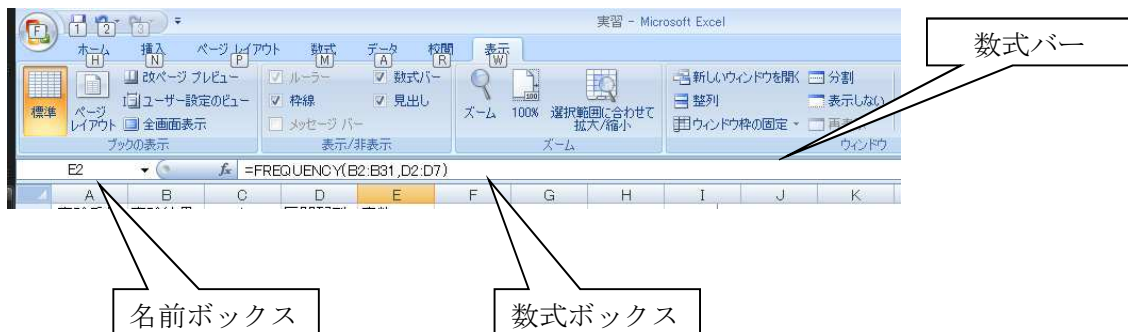 F 1 2 3 実習 - Microsoft Excel
ホーム 挿入 ページ レイアウト 数式 データ 校閲 表示
H N P M A R W
数式バー
標準
ページ
レイアウト
改ページ プレビュー
ユーザー設定のビュー
全画面表示
ブックの表示
ルーラー 数式バー
枠線 見出し
メッセージ バー
表示/非表示
ズーム 100% 選択範囲に合わせて
拡大/縮小
ズーム
新しいウィンドウを開く 分割
整列 表示しない
ウィンドウ枠の固定
ウィンドウ
E2 fx =FREQUENCY(B2:B31,D2:D7)
A B C D E F G H I J K
名前ボックス 数式ボックス